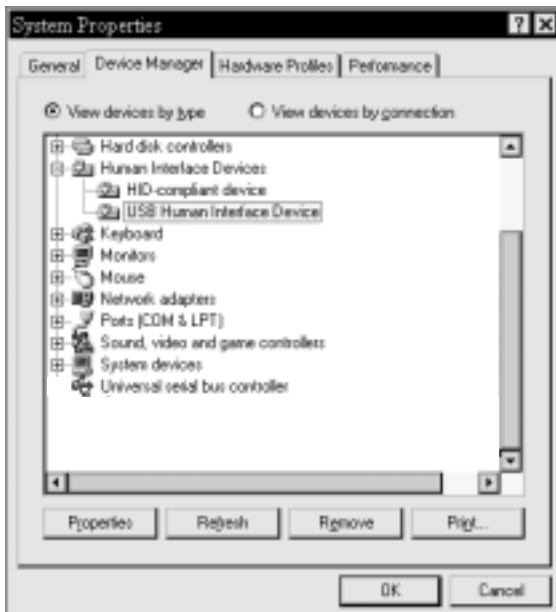 System Properties
General Device Manager Hardware Profiles Performance
View devices by type View devices by connection
Hard disk controllers
Human Interface Devices
HID-compliant device
USB Human Interface Device
Keyboard
Monitors
Mouse
Network adapters
Ports (COM & LPT)
Sound, video and game controllers
System devices
Universal serial bus controller
Properties Refresh Remove Print...
OK Cancel